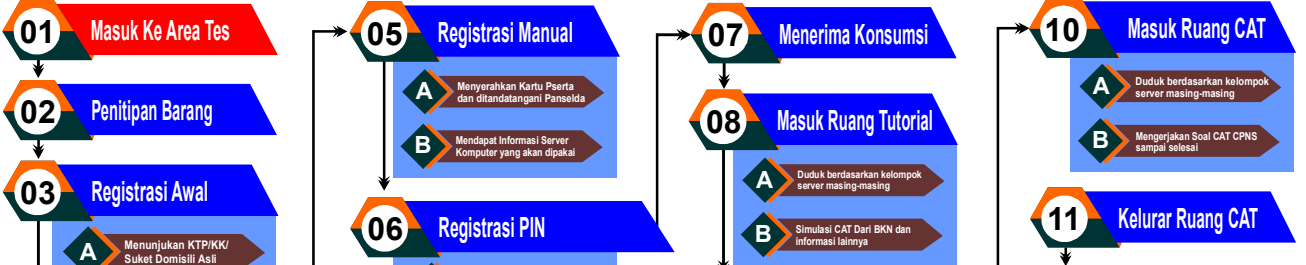 01
Masuk Ke Area Tes
02
Penitipan Barang
03
Registrasi Awal
A
Menunjukan KTP/KK/
Suket Domisili Asli
05
Registrasi Manual
A
Menyerahkan Kartu Pserta
dan ditandatangani Panselda
B
Mendapat Informasi Server
Komputer yang akan dipakai
06
Registrasi PIN
07
Menerima Konsumsi
08
Masuk Ruang Tutorial
A
Duduk berdasarkan kelompok
server masing-masing
B
Simulasi CAT Dari BKN dan
informasi lainnya
10
Masuk Ruang CAT
A
Duduk berdasarkan kelompok
server masing-masing
B
Mengerjakan Soal CAT CPNS
sampai selesai
11
Kelurar Ruang CAT